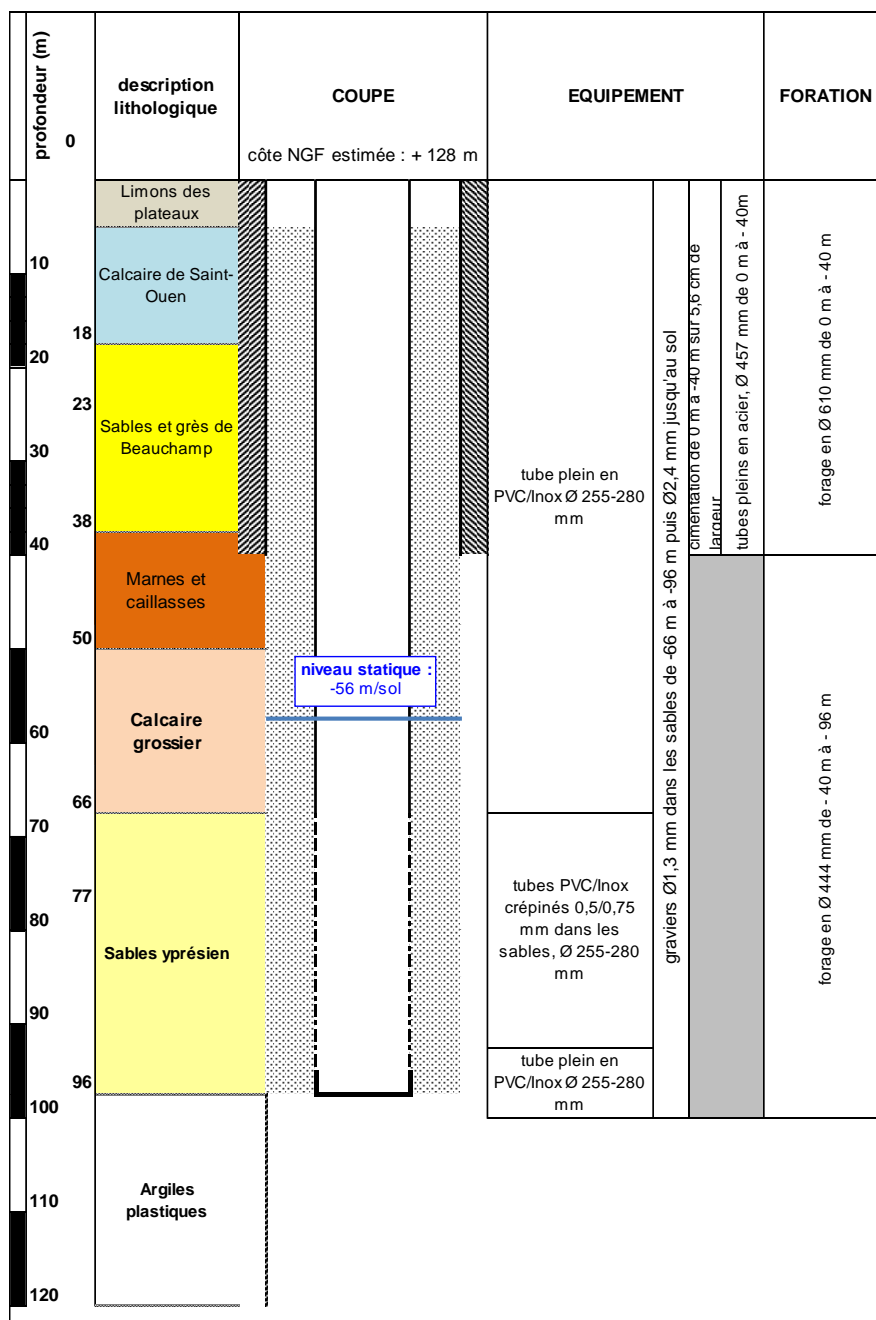 profondeur (m)
0
description
lithologique
COUPE
côte NGF estimée : + 128 m
EQUIPEMENT
FORATION
Limons des
plateaux
10
Calcaire de Saint-
Ouen
18
20
23
Sables et grès de
Beauchamp
30
38
40
Marnes et
caillasses
50
niveau statique :
-56 m/sol
Calcaire
grossier
60
66
70
77
80
Sables yprésien
90
96
100
Argiles
plastiques
110
120
tube plein en
PVC/Inox Ø 255-280
mm
tubes PVC/Inox
crépinés 0,5/0,75
mm dans les
sables, Ø 255-280
mm
tube plein en
PVC/Inox Ø 255-280
mm
graviers Ø1,3 mm dans les sables de -66 m à -96 m puis Ø2,4 mm jusqu'au sol
cimentation de 0 m à -40 m sur 5,6 cm de
largeur
tubes pleins en acier, Ø 457 mm de 0 m à - 40m
forage en Ø 610 mm de 0 m à - 40 m
forage en Ø 444 mm de - 40 m à - 96 m